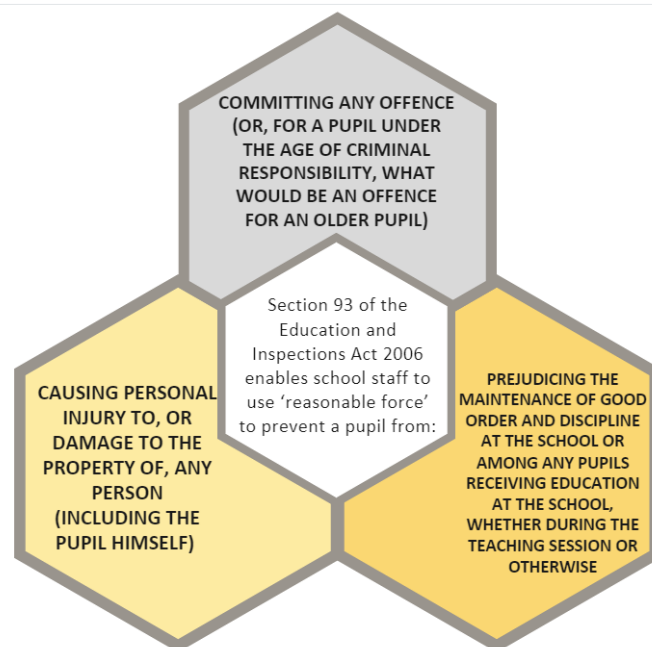 COMMITTING ANY OFFENCE
(OR, FOR A PUPIL UNDER
THE AGE OF CRIMINAL
RESPONSIBILITY, WHAT
WOULD BE AN OFFENCE
FOR AN OLDER PUPIL)
Section 93 of the
Education and
Inspections Act 2006
enables school staff to
use ‘reasonable force’
to prevent a pupil from:
CAUSING PERSONAL
INJURY TO, OR
DAMAGE TO THE
PROPERTY OF, ANY
PERSON
(INCLUDING THE
PUPIL HIMSELF)
PREJUDICING THE
MAINTENANCE OF GOOD
ORDER AND DISCIPLINE
AT THE SCHOOL OR
AMONG ANY PUPILS
RECEIVING EDUCATION
AT THE SCHOOL,
WHETHER DURING THE
TEACHING SESSION OR
OTHERWISE